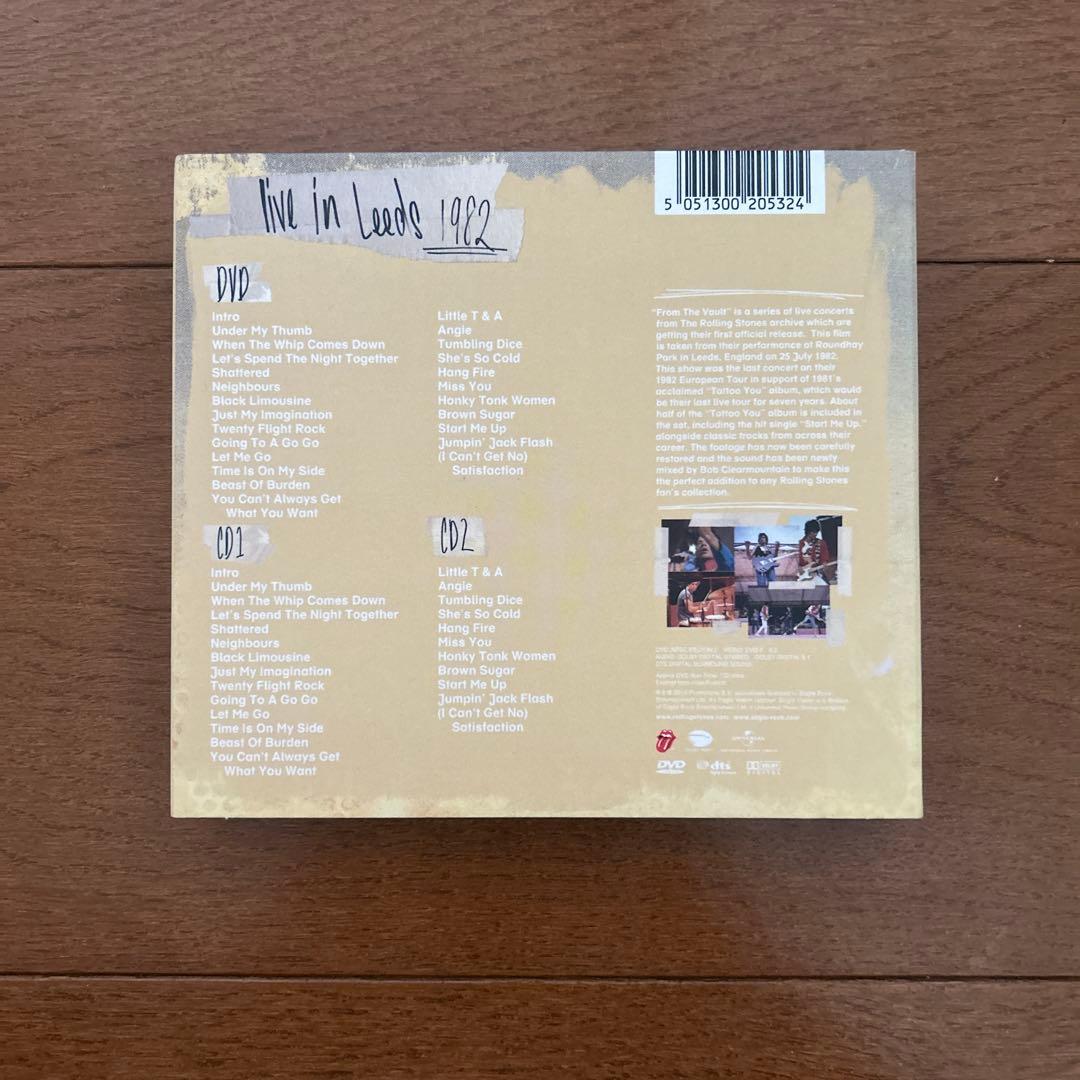 live in Leeds 1982
5 051300 205324
DVD
Intro
Under My Thumb
When The Whip Comes Down
Let's Spend The Night Together
Shattered
Neighbours
Black Limousine
Just My Imagination
Twenty Flight Rock
Going To A Go Go
Let Me Go
Time Is On My Side
Beast Of Burden
You Can't Always Get
What You Want
Little T & A
Angie
Tumbling Dice
She's So Cold
Hang Fire
Miss You
Honky Tonk Women
Brown Sugar
Start Me Up
Jumpin' Jack Flash
(I Can't Get No)
Satisfaction
CD1
Intro
Under My Thumb
When The Whip Comes Down
Let's Spend The Night Together
Shattered
Neighbours
Black Limousine
Just My Imagination
Twenty Flight Rock
Going To A Go Go
Let Me Go
Time Is On My Side
Beast Of Burden
You Can't Always Get
What You Want
CD2
Little T & A
Angie
Tumbling Dice
She's So Cold
Hang Fire
Miss You
Honky Tonk Women
Brown Sugar
Start Me Up
Jumpin' Jack Flash
(I Can't Get No)
Satisfaction
"From The Vault" is a series of live concerts
from The Rolling Stones archive which are
getting their first official release. This film
is taken from their performance at Roundhay
Park in Leeds, England on 25 July 1982.
This show was the last concert on their
1982 European Tour in support of 1981's
acclaimed "Tattoo You" album, which would
be their last live tour for seven years. About
half of the "Tattoo You" album is included in
the set, including the hit single "Start Me Up,"
alongside classic tracks from across their
career. The footage has now been carefully
restored and the sound has been newly
mixed by Bob Clearmountain to make this
the perfect addition to any Rolling Stones
fan's collection.
DTS DIGITAL SURROUND SOUND
www.rollingstones.com www.eagle-rock.com
UNIVERSAL
DVD
dts
DOLBY
DIGITAL